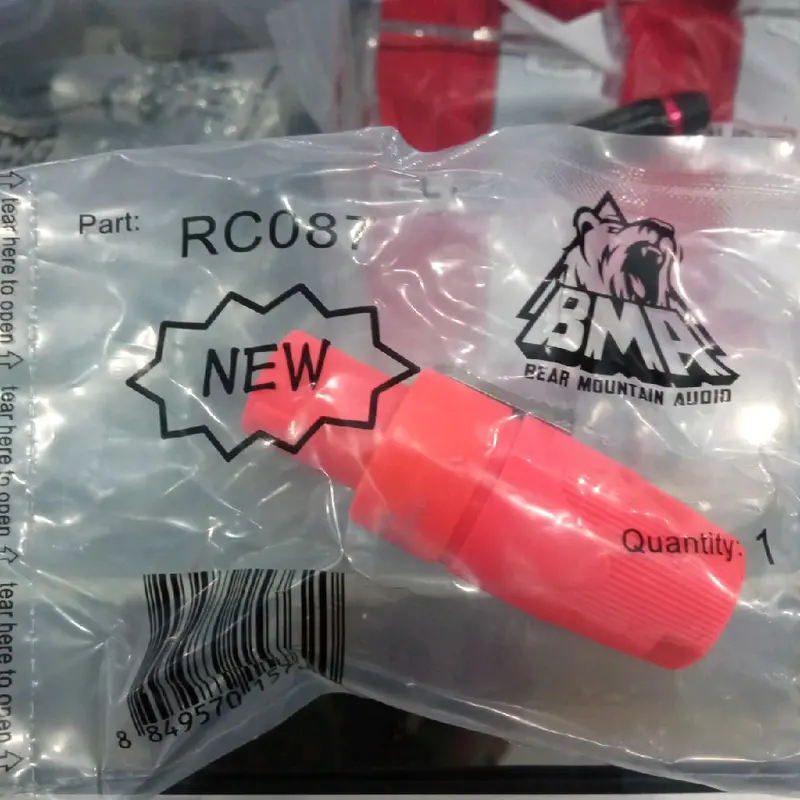 Part: RC087
NEW
BMA
BEAR MOUNTAIN AUDIO
Quantity: 1
tear here to open
tear here to open
tear here to open
8 849570